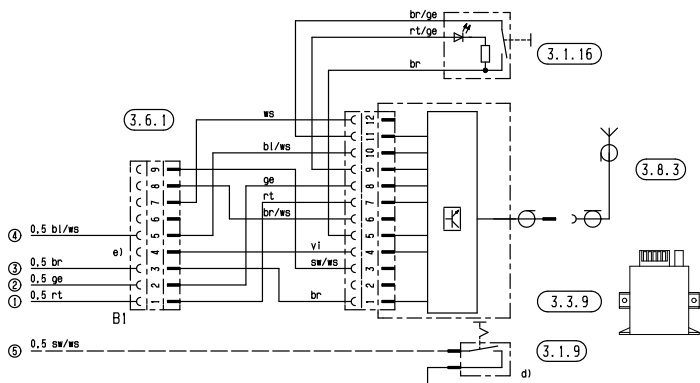 br/ge
rt/ge
br
3.1.16
3.6.1
ws
bl/ws
ge
rt
br/ws
vi
sw/ws
br
12
11
10
9
8
7
6
5
4
3
2
1
9
8
7
6
5
4
3
2
1
3.8.3
4 0,5 bl/ws
e)
3 0,5 br
2 0,5 ge
1 0,5 rt
B1
3.3.9
5 0,5 sw/ws
3.1.9
d)